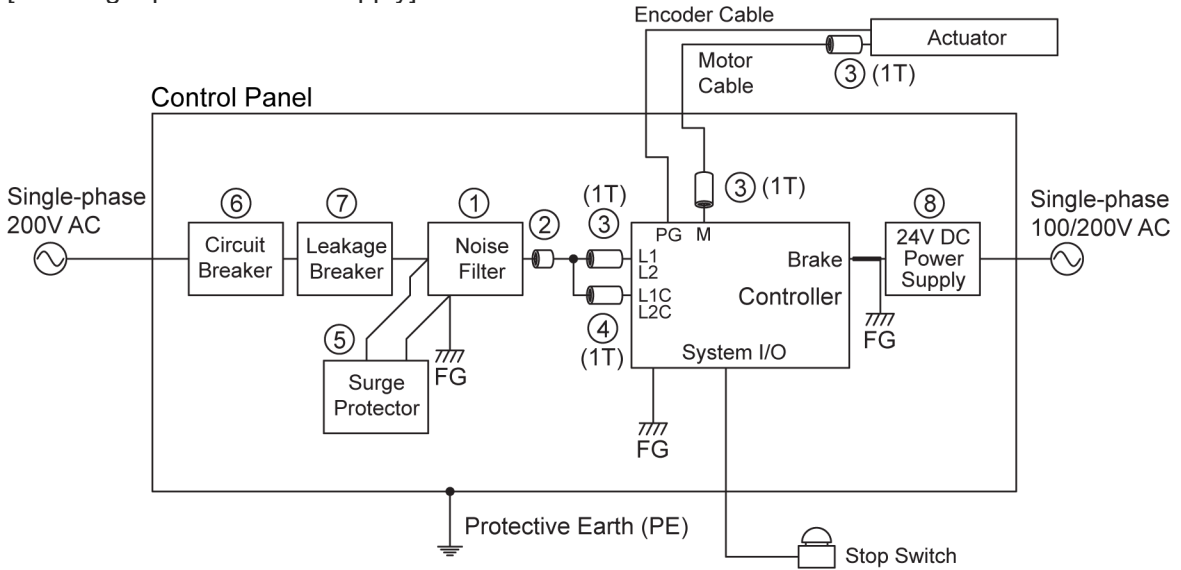 Encoder Cable
Actuator
Motor
Cable
③ (1T)
Control Panel
Single-phase
200V AC
⑥
Circuit
Breaker
⑦
Leakage
Breaker
①
Noise
Filter
②
(1T)
③
④
(1T)
③ (1T)
PG M
L1
L2
L1C
L2C
Brake
Controller
System I/O
⑧
24V DC
Power
Supply
Single-phase
100/200V AC
FG
⑤
Surge
Protector
FG
FG
Protective Earth (PE)
Stop Switch